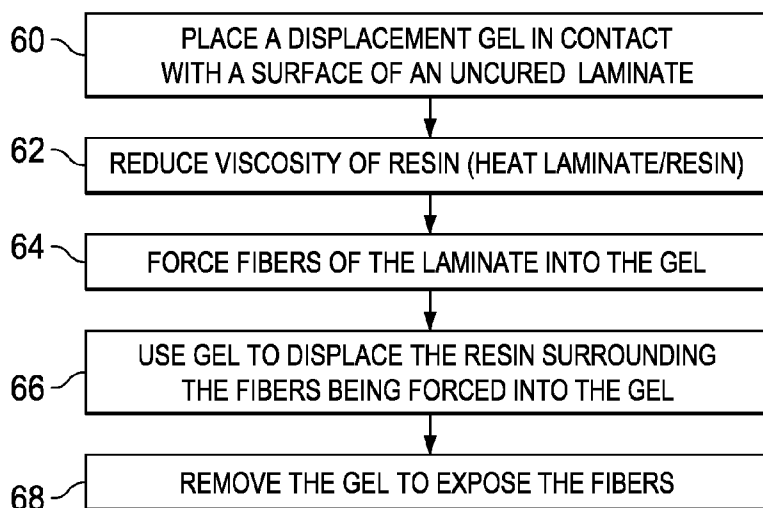 60
PLACE A DISPLACEMENT GEL IN CONTACT
WITH A SURFACE OF AN UNCURED LAMINATE
62
REDUCE VISCOSITY OF RESIN (HEAT LAMINATE/RESIN)
64
FORCE FIBERS OF THE LAMINATE INTO THE GEL
66
USE GEL TO DISPLACE THE RESIN SURROUNDING
THE FIBERS BEING FORCED INTO THE GEL
68
REMOVE THE GEL TO EXPOSE THE FIBERS